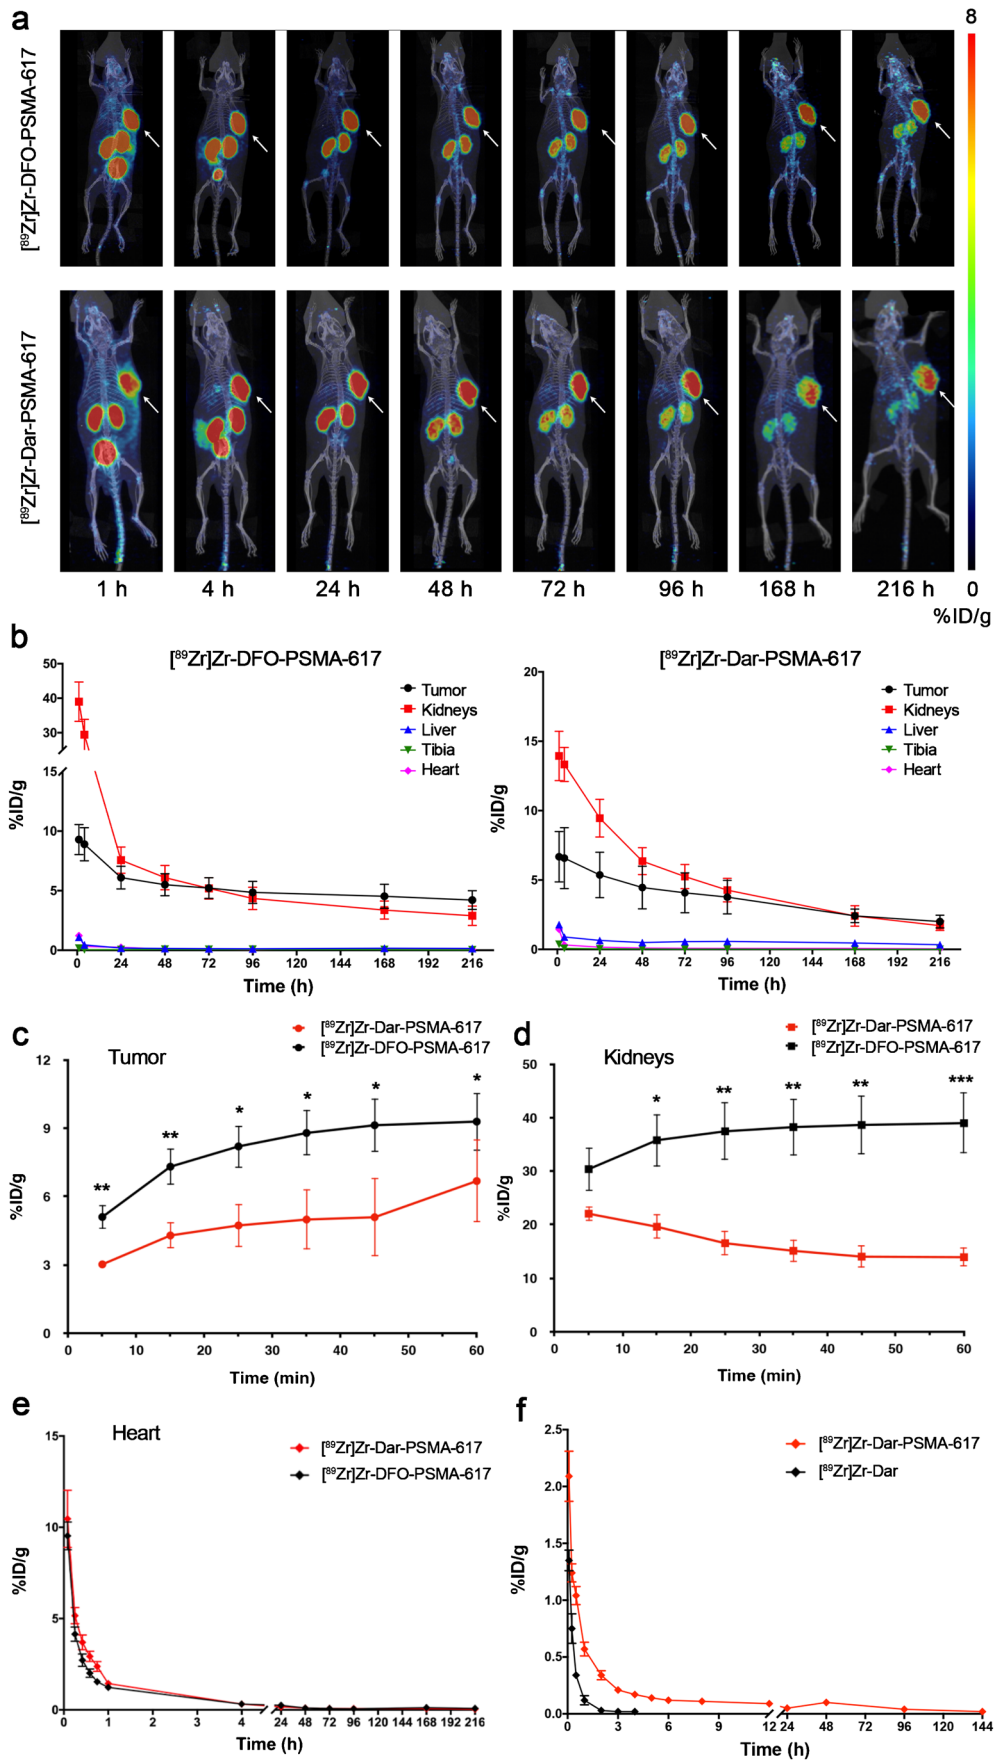 a
8
[⁸⁹Zr]Zr-DFO-PSMA-617
[⁸⁹Zr]Zr-Dar-PSMA-617
1 h 4 h 24 h 48 h 72 h 96 h 168 h 216 h 0
%ID/g
b
[⁸⁹Zr]Zr-DFO-PSMA-617
50
40
30
15
10
5
0
%ID/g
Tumor
Kidneys
Liver
Tibia
Heart
0 24 48 72 96 120 144 168 192 216
Time (h)
[⁸⁹Zr]Zr-Dar-PSMA-617
20
15
10
5
0
%ID/g
Tumor
Kidneys
Liver
Tibia
Heart
0 24 48 72 96 120 144 168 192 216
Time (h)
c
Tumor
[⁸⁹Zr]Zr-Dar-PSMA-617
[⁸⁹Zr]Zr-DFO-PSMA-617
12
9
6
3
0
%ID/g
** ** * * * *
0 10 20 30 40 50 60
Time (min)
d
Kidneys
[⁸⁹Zr]Zr-Dar-PSMA-617
[⁸⁹Zr]Zr-DFO-PSMA-617
50
40
30
20
10
0
%ID/g
* ** ** ** ***
0 10 20 30 40 50 60
Time (min)
e
Heart
[⁸⁹Zr]Zr-Dar-PSMA-617
[⁸⁹Zr]Zr-DFO-PSMA-617
15
10
5
0
%ID/g
0 1 2 3 4 24 48 72 96 120 144 168 192 216
Time (h)
f
[⁸⁹Zr]Zr-Dar-PSMA-617
[⁸⁹Zr]Zr-Dar
2.5
2.0
1.5
1.0
0.5
0.0
%ID/g
0 3 6 9 12 24 48 72 96 120 144
Time (h)